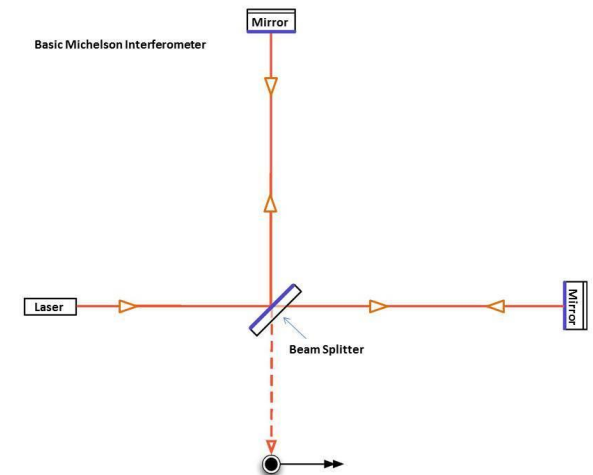 Mirror
Basic Michelson Interferometer
Laser
Mirror
Beam Splitter